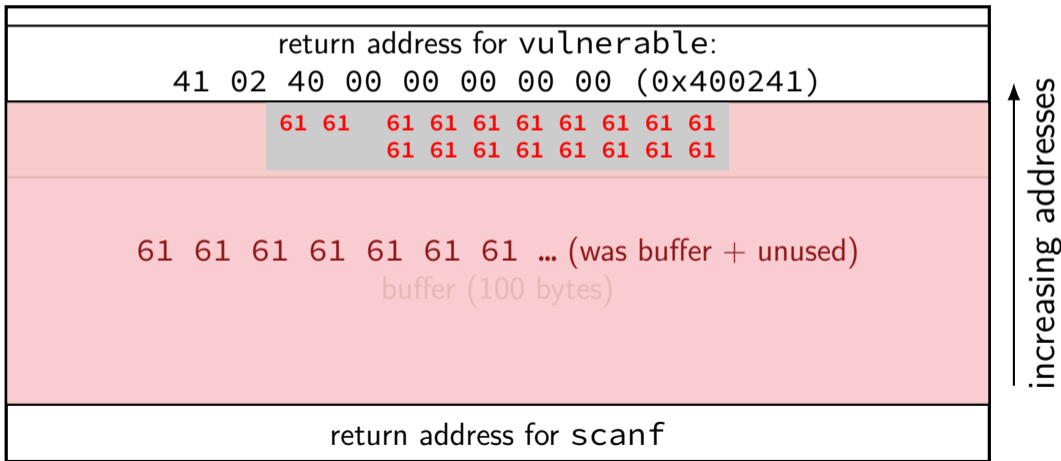 return address for vulnerable:
41 02 40 00 00 00 00 00 (0x400241)
61 61 61 61 61 61 61 61 61 61
61 61 61 61 61 61 61 61
61 61 61 61 61 61 61 … (was buffer + unused)
buffer (100 bytes)
return address for scanf
increasing addresses